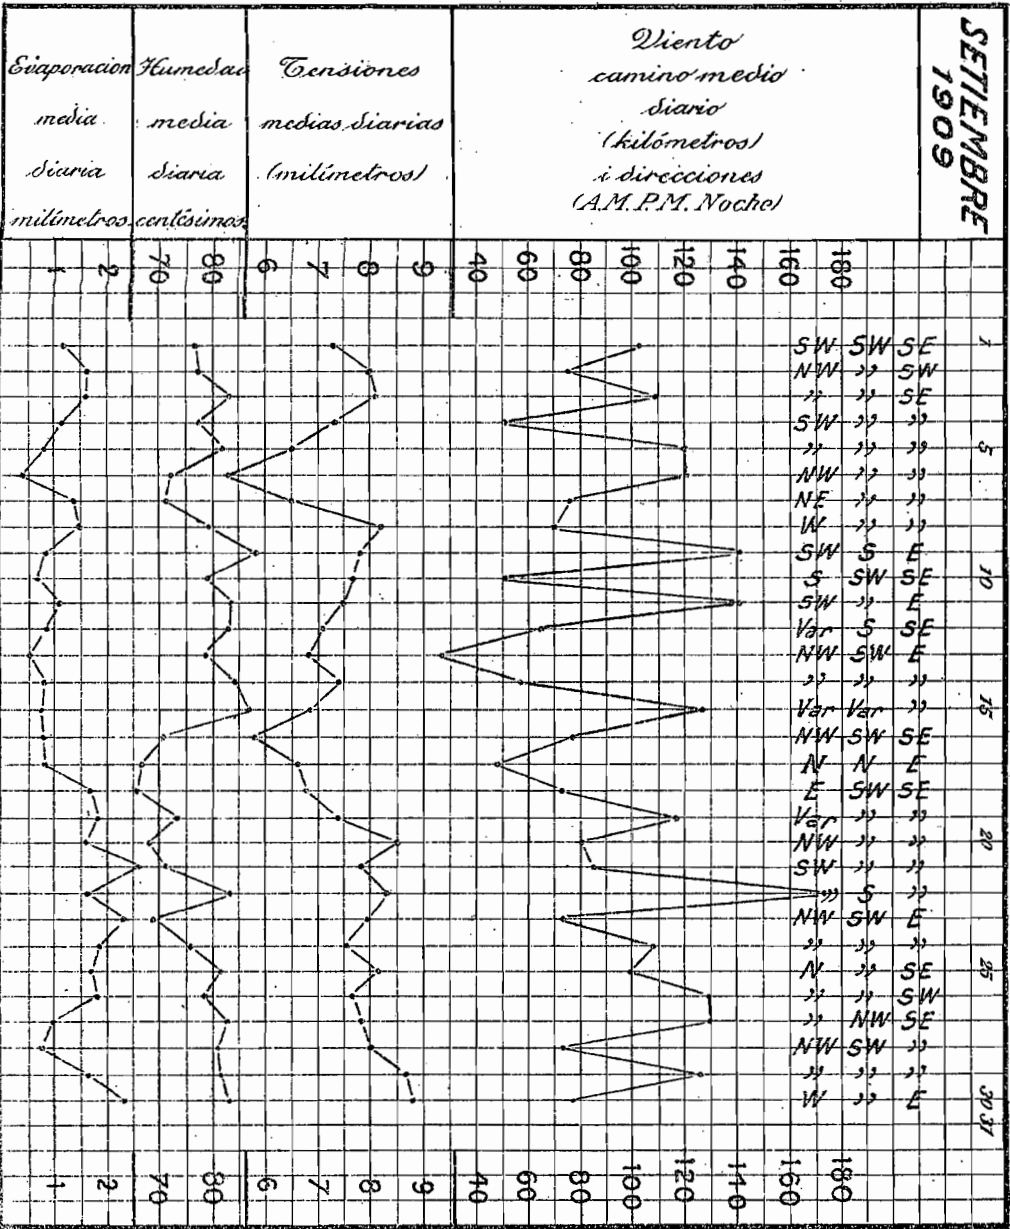 SETIEMBRE
1909
Evaporacion
media
diaria
milímetros
Humedad
media
diaria
centésimos
Tensiones
medias diarias
(milímetros)
Viento
camino medio
diario
(kilómetros)
i direcciones
(A.M. P.M. Noche)
1 2 70 80 6 7 8 9 40 60 80 100 120 140 160 180
SW SW SE 1
NW ,, SW
,, ,, SE
SW ,, ,,
,, ,, ,, 5
NW ,, ,,
NE ,, ,,
W ,, ,,
SW S E
S SW SE 10
SW ,, E
Var S SE
NW SW E
,, ,, ,,
Var Var ,, 15
NW SW SE
N N E
E SW SE
Var ,, ,,
NW ,, ,, 20
SW ,, ,,
,, S ,,
NW SW E
,, ,, ,,
N ,, SE 25
,, ,, SW
,, NW SE
NW SW ,,
,, ,, ,,
W ,, E 30
31
1 2 70 80 6 7 8 9 40 60 80 100 120 140 160 180